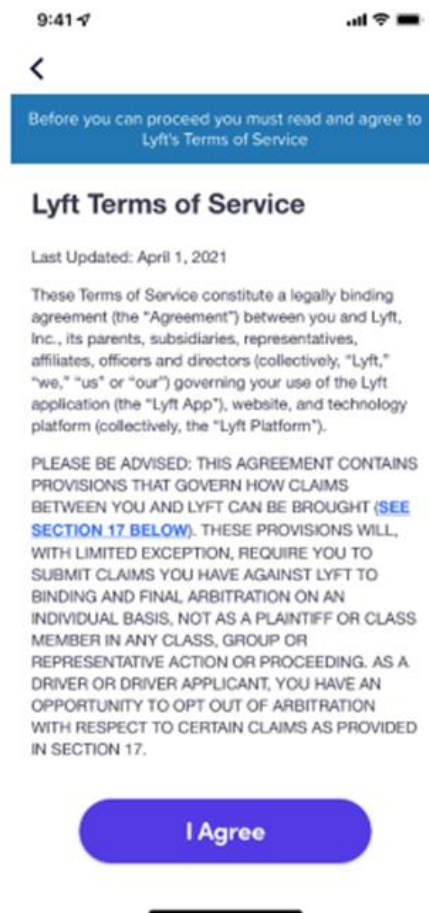 9:41
Before you can proceed you must read and agree to
Lyft's Terms of Service
Lyft Terms of Service
Last Updated: April 1, 2021
These Terms of Service constitute a legally binding
agreement (the “Agreement”) between you and Lyft,
Inc., its parents, subsidiaries, representatives,
affiliates, officers and directors (collectively, “Lyft,”
“we,” “us” or “our”) governing your use of the Lyft
application (the “Lyft App”), website, and technology
platform (collectively, the “Lyft Platform”).
PLEASE BE ADVISED: THIS AGREEMENT CONTAINS
PROVISIONS THAT GOVERN HOW CLAIMS
BETWEEN YOU AND LYFT CAN BE BROUGHT (SEE
SECTION 17 BELOW). THESE PROVISIONS WILL,
WITH LIMITED EXCEPTION, REQUIRE YOU TO
SUBMIT CLAIMS YOU HAVE AGAINST LYFT TO
BINDING AND FINAL ARBITRATION ON AN
INDIVIDUAL BASIS, NOT AS A PLAINTIFF OR CLASS
MEMBER IN ANY CLASS, GROUP OR
REPRESENTATIVE ACTION OR PROCEEDING. AS A
DRIVER OR DRIVER APPLICANT, YOU HAVE AN
OPPORTUNITY TO OPT OUT OF ARBITRATION
WITH RESPECT TO CERTAIN CLAIMS AS PROVIDED
IN SECTION 17.
I Agree